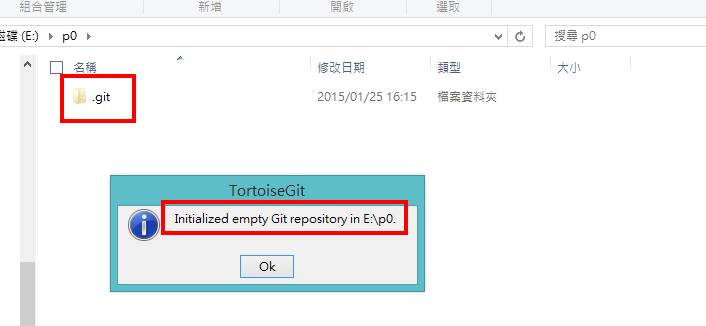 組合管理 新增 開啟 選取
磁碟 (E:) p0 搜尋 p0
名稱 修改日期 類型 大小
.git 2015/01/25 16:15 檔案資料夾
TortoiseGit
Initialized empty Git repository in E:\p0.
Ok